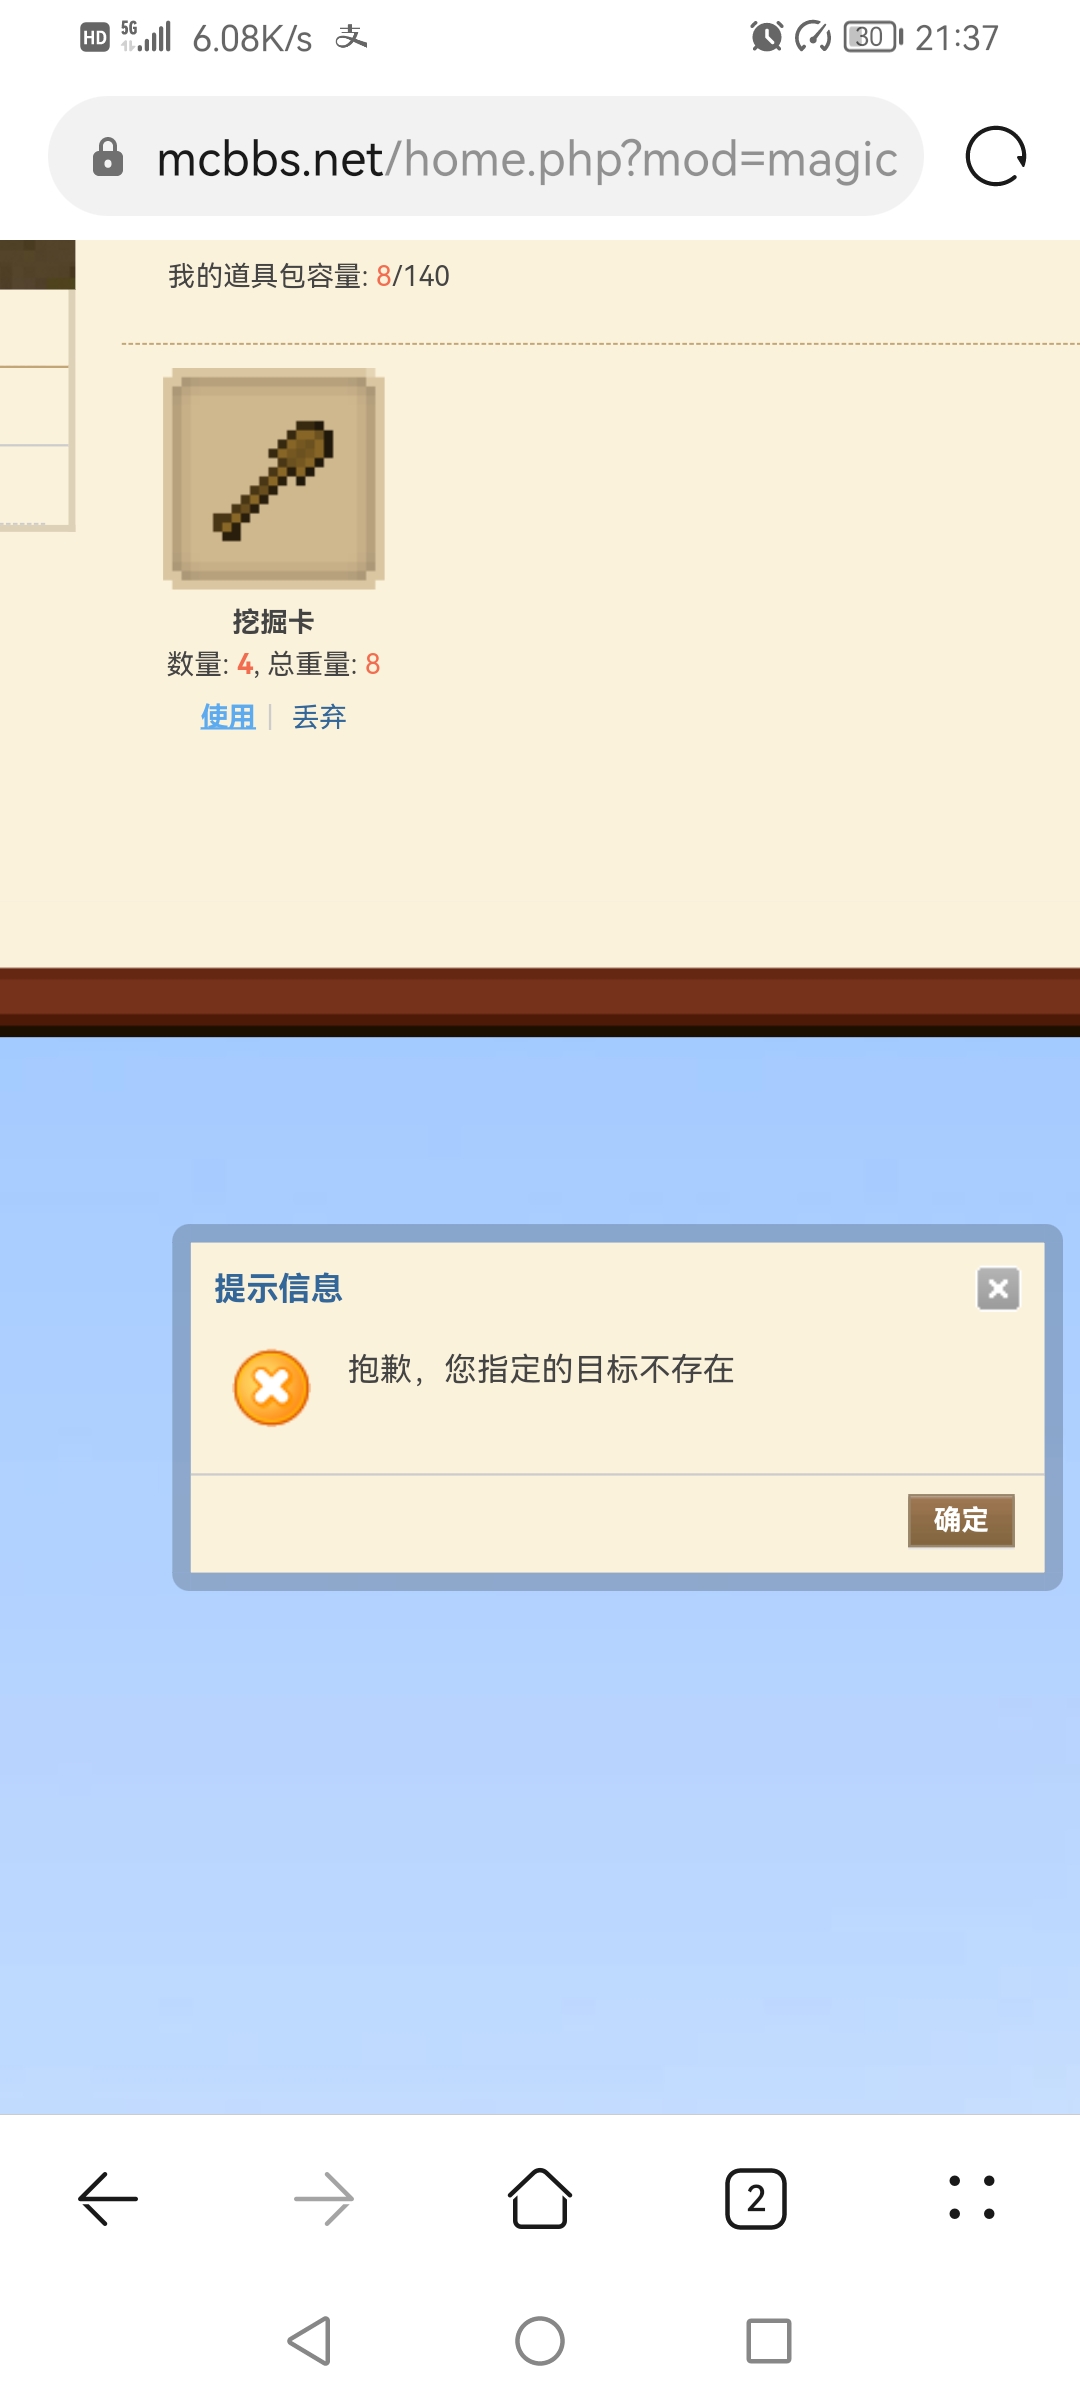 HD 5G 6.08K/s 支 30 21:37
mcbbs.net/home.php?mod=magic
我的道具包容量: 8/140
挖掘卡
数量: 4, 总重量: 8
使用 | 丢弃
提示信息
抱歉，您指定的目标不存在
确定
2